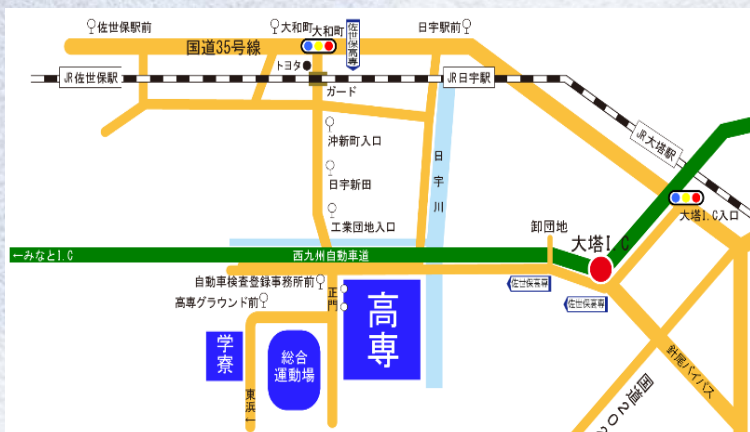 佐世保駅前
大和町
大和町
佐世保高専
日宇駅前
国道35号線
トヨタ
JR佐世保駅
JR日宇駅
ガード
沖新町入口
JR大塔駅
日宇新田
日宇川
工業団地入口
卸団地
大塔I.C入口
大塔I.C
←みなとI.C
西九州自動車道
自動車検査登録事務所前
佐世保高専
高専グラウンド前
正門
佐世保高専
高専
学寮
総合
運動場
針尾バイパス
東浜↓
国道20